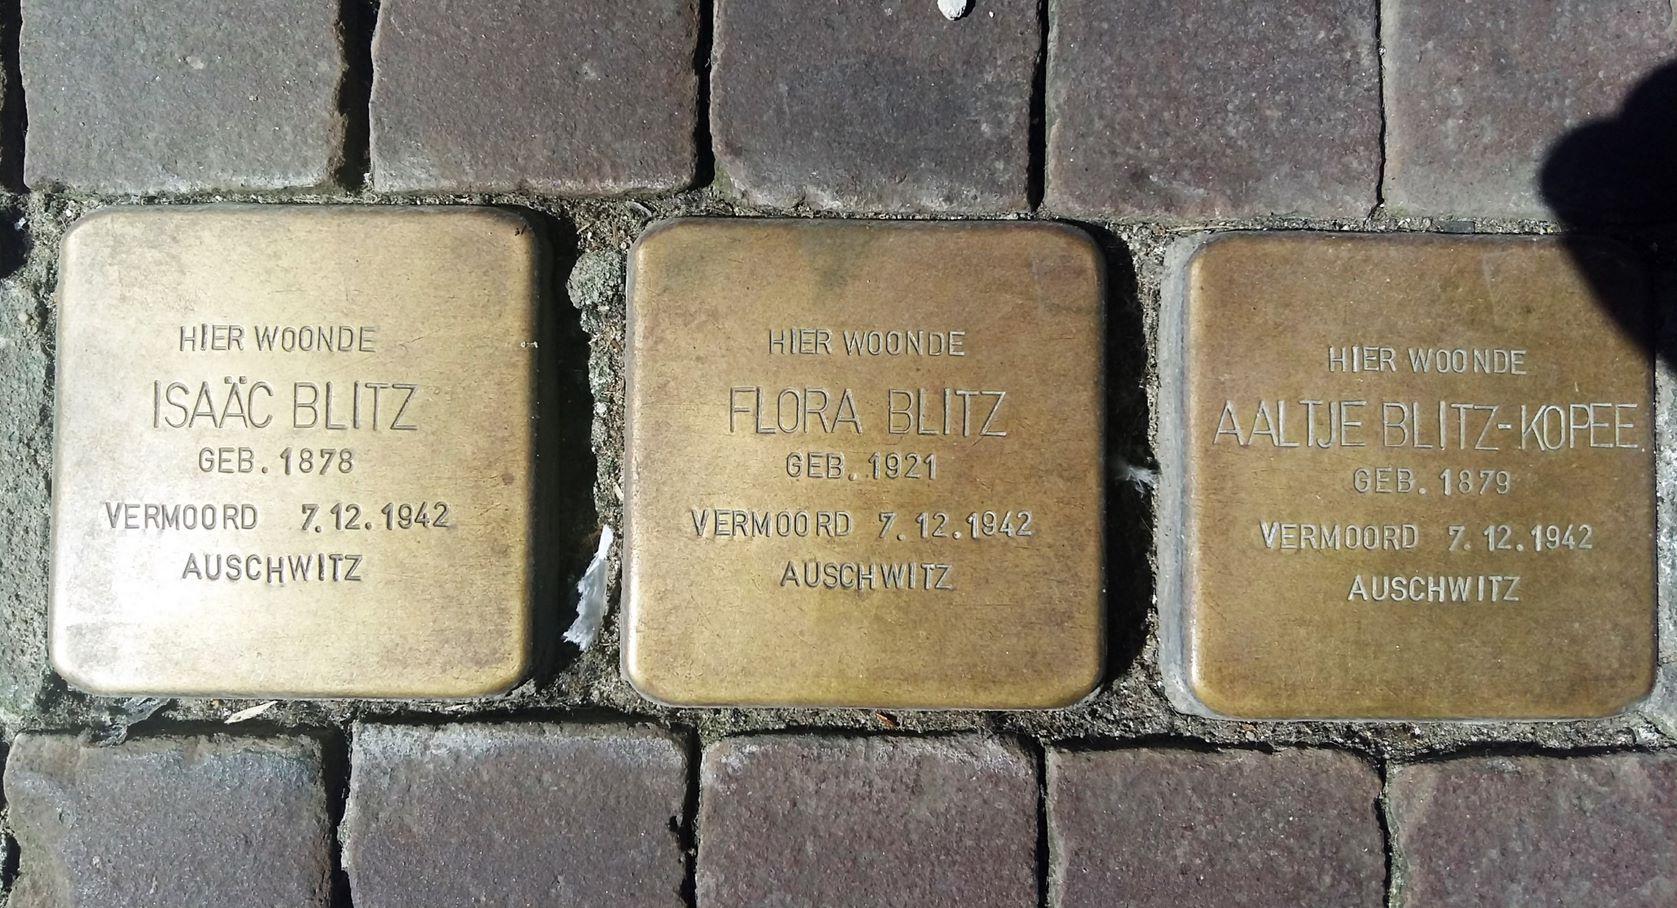 HIER WOONDE
ISAÄC BLITZ
GEB. 1878
VERMOORD 7.12.1942
AUSCHWITZ
HIER WOONDE
FLORA BLITZ
GEB. 1921
VERMOORD 7.12.1942
AUSCHWITZ
HIER WOONDE
AALTJE BLITZ-KOPEE
GEB. 1879
VERMOORD 7.12.1942
AUSCHWITZ